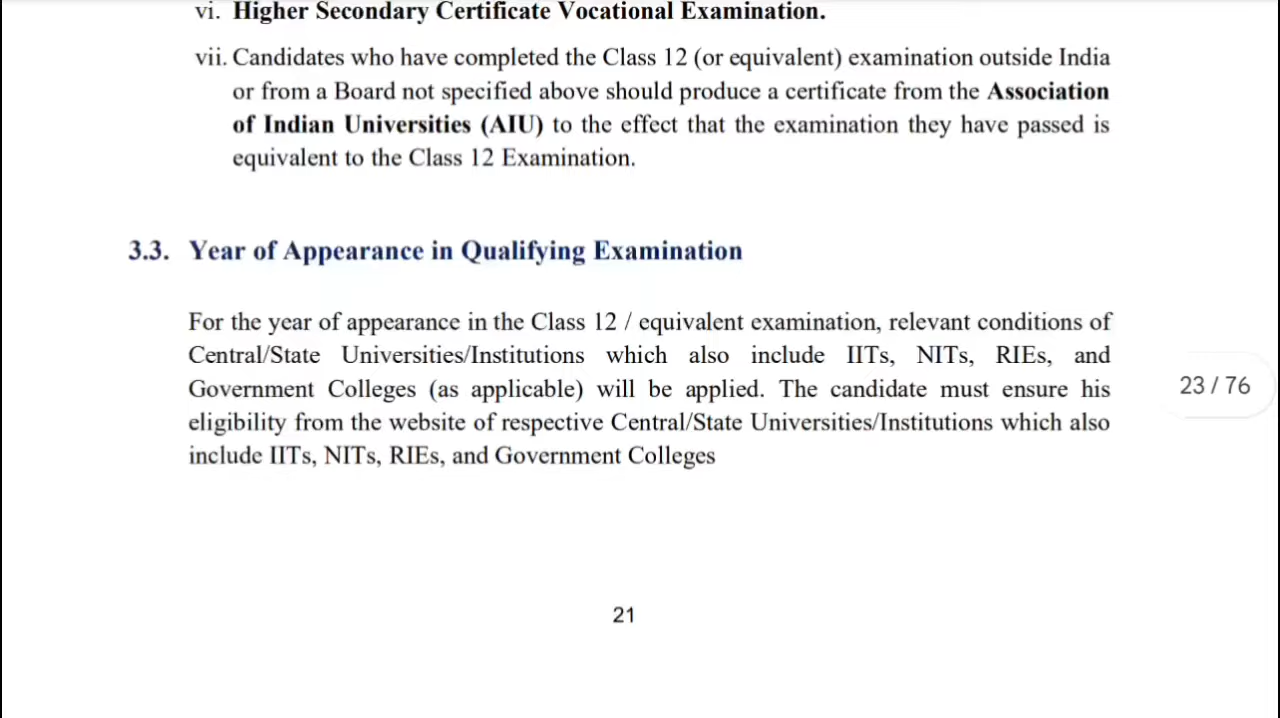 vi. Higher Secondary Certificate Vocational Examination.
vii. Candidates who have completed the Class 12 (or equivalent) examination outside India
or from a Board not specified above should produce a certificate from the Association
of Indian Universities (AIU) to the effect that the examination they have passed is
equivalent to the Class 12 Examination.
3.3. Year of Appearance in Qualifying Examination
For the year of appearance in the Class 12 / equivalent examination, relevant conditions of
Central/State Universities/Institutions which also include IITs, NITs, RIEs, and
Government Colleges (as applicable) will be applied. The candidate must ensure his
eligibility from the website of respective Central/State Universities/Institutions which also
include IITs, NITs, RIEs, and Government Colleges
23 / 76
21